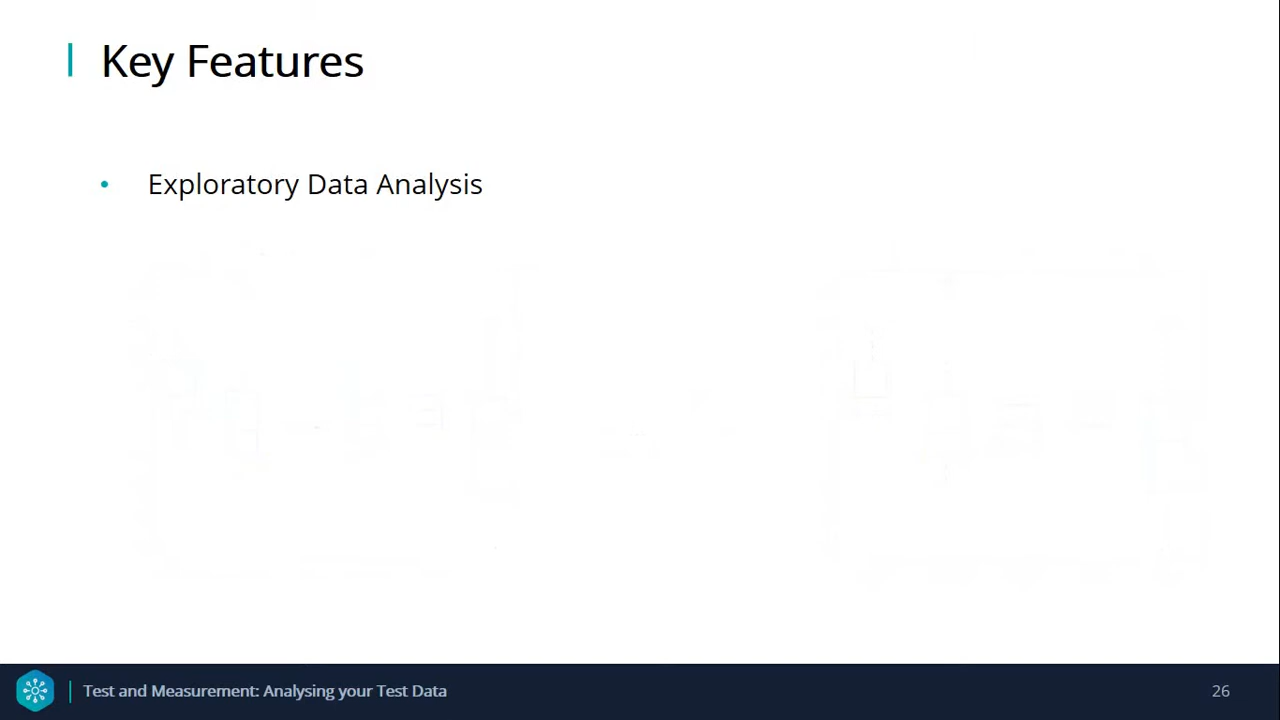 Key Features
• Exploratory Data Analysis
Test and Measurement: Analysing your Test Data
26